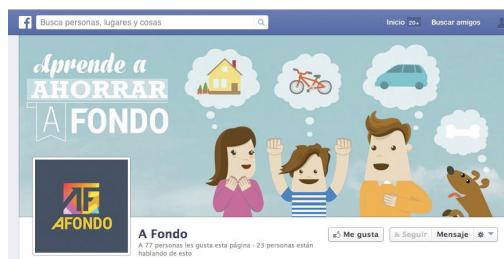 Busca personas, lugares y cosas
Inicio 20+ Buscar amigos
Aprende a
AHORRAR
A FONDO
AF
AFONDO
A Fondo
A 77 personas les gusta esta página · 23 personas están
hablando de esto
Me gusta
Seguir
Mensaje